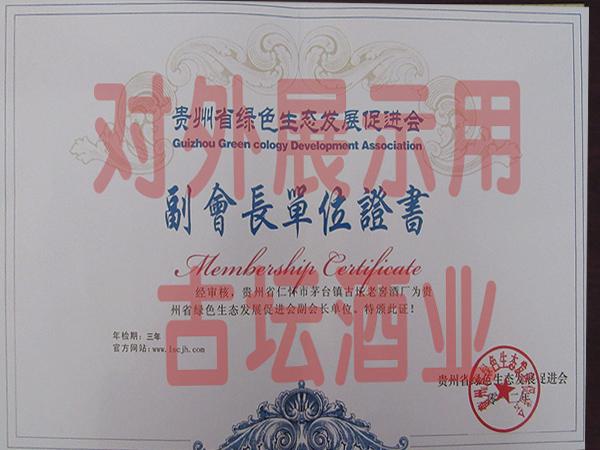 对外展示用
贵州省绿色生态发展促进会
Guizhou Green cology Development Association
副會長單位證書
Membership Certificate
经审核，贵州省仁怀市茅台镇古坛老窖酒厂为贵
州省绿色生态发展促进会副会长单位。特颁此证！
古坛酒业
年检期：三年
官方网站：www.lscjh.com
贵州省绿色生态发展促进会